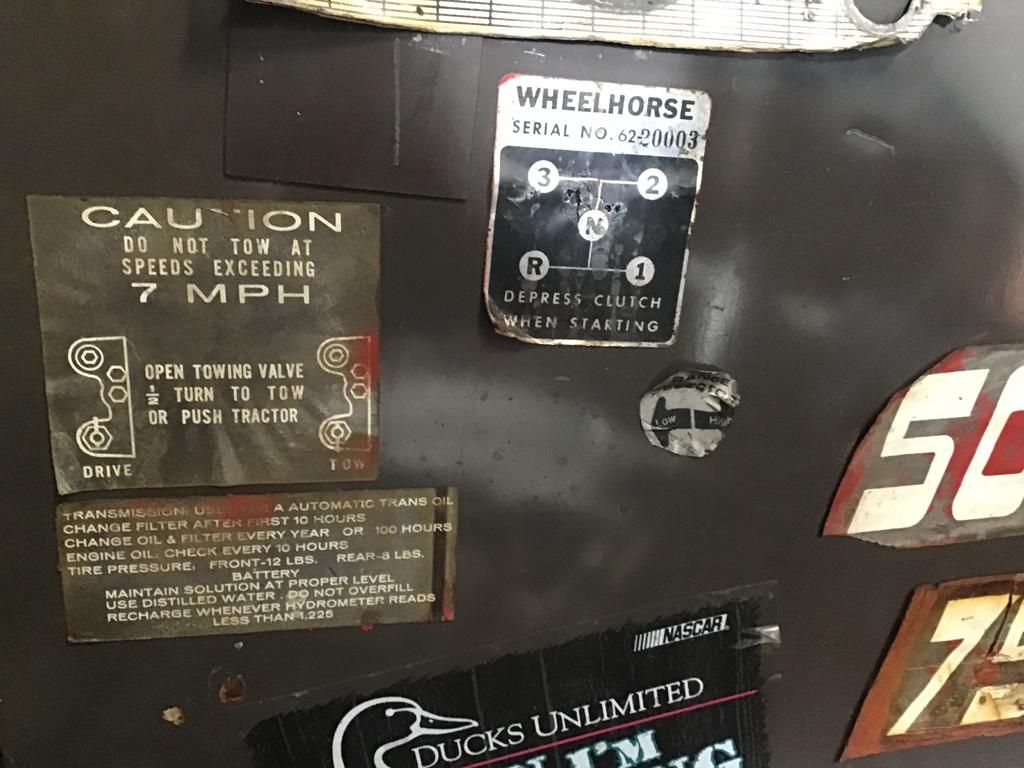 WHEELHORSE
SERIAL NO. 62-20003
3 2
N
R 1
DEPRESS CLUTCH
WHEN STARTING
CAUTION
DO NOT TOW AT
SPEEDS EXCEEDING
7 MPH
OPEN TOWING VALVE
1/2 TURN TO TOW
OR PUSH TRACTOR
DRIVE TOW
RANGE
LOW HIGH
TRANSMISSION: USE A AUTOMATIC TRANS OIL
CHANGE FILTER AFTER FIRST 10 HOURS
CHANGE OIL & FILTER EVERY YEAR OR 100 HOURS
ENGINE OIL: CHECK EVERY 10 HOURS
TIRE PRESSURE: FRONT-12 LBS. REAR-8 LBS.
BATTERY
MAINTAIN SOLUTION AT PROPER LEVEL
USE DISTILLED WATER. DO NOT OVERFILL
RECHARGE WHENEVER HYDROMETER READS
LESS THAN 1.225
50
75
NASCAR
DUCKS UNLIMITED
I'M